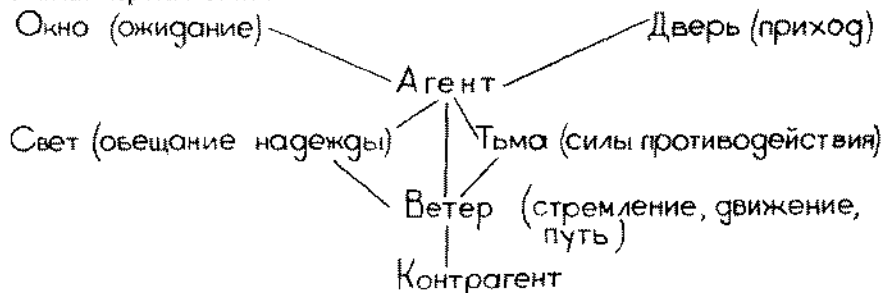 Окно (ожидание) Дверь (приход)
Агент
Свет (обещание надежды) Тьма (силы противодействия)
Ветер (стремление, движение,
путь)
Контрагент